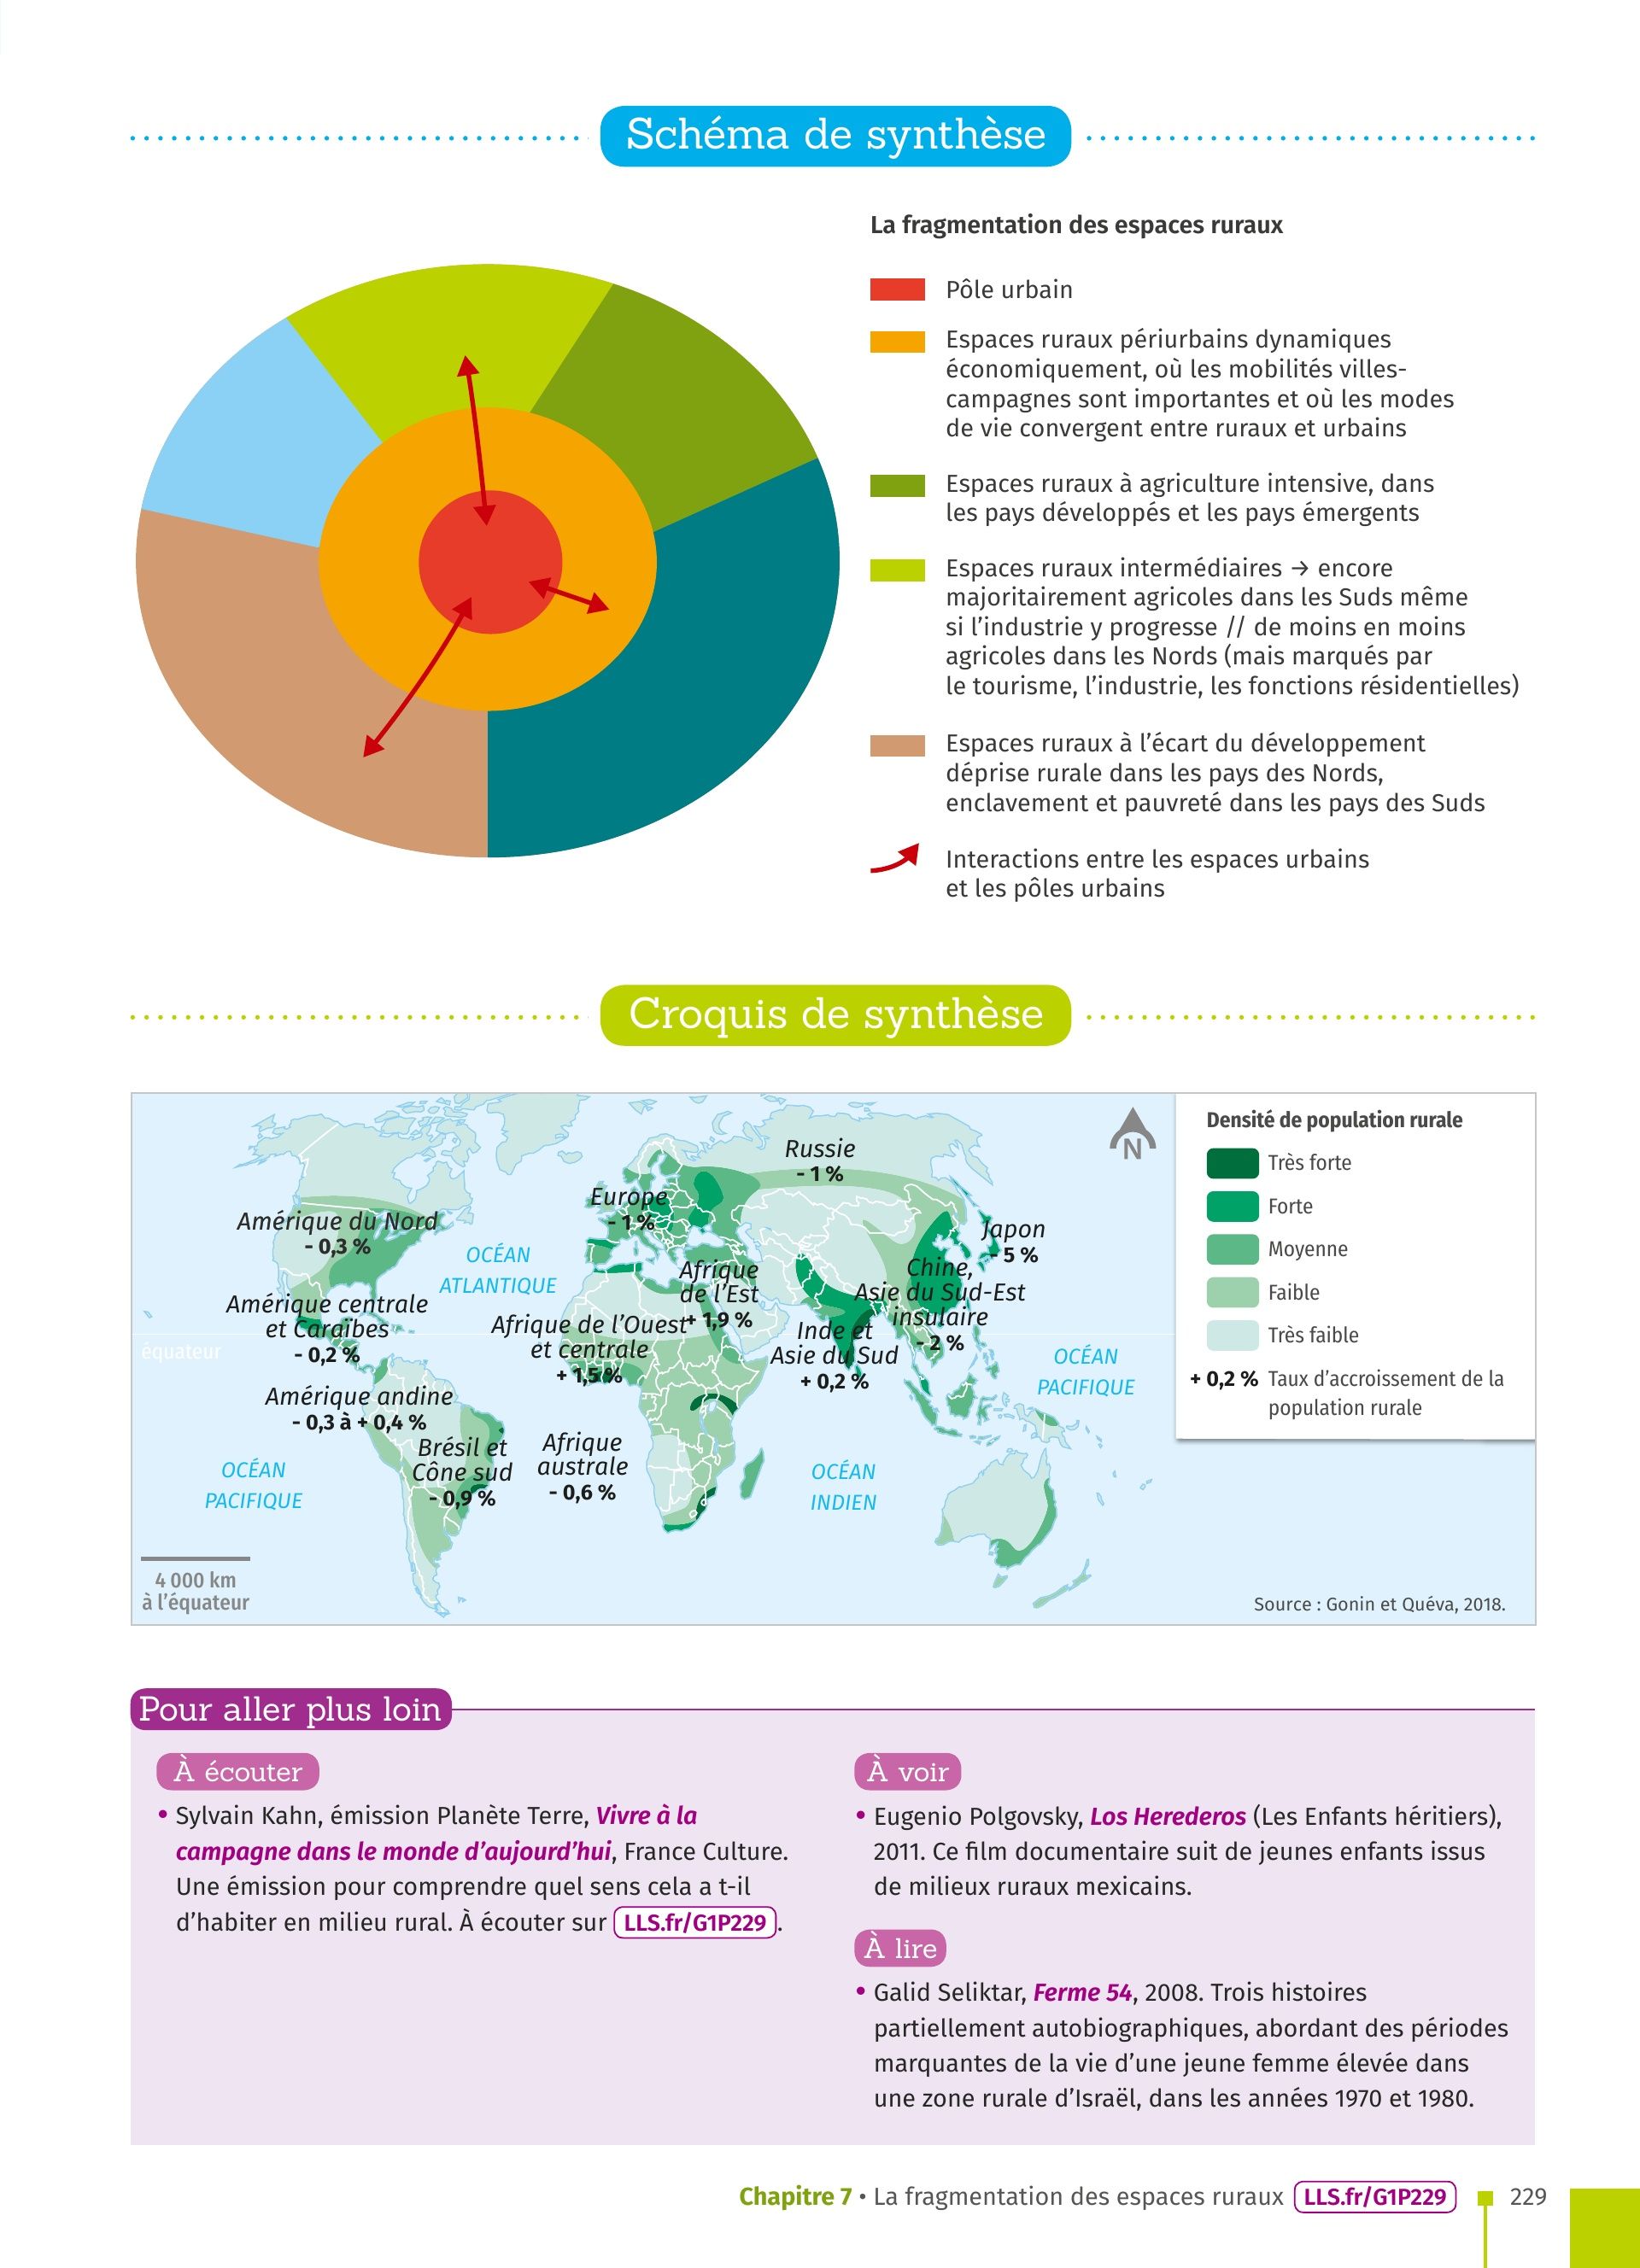 Schéma de synthèse
La fragmentation des espaces ruraux
Pôle urbain
Espaces ruraux périurbains dynamiques
économiquement, où les mobilités villes-
campagnes sont importantes et où les modes
de vie convergent entre ruraux et urbains
Espaces ruraux à agriculture intensive, dans
les pays développés et les pays émergents
Espaces ruraux intermédiaires → encore
majoritairement agricoles dans les Suds même
si l’industrie y progresse // de moins en moins
agricoles dans les Nords (mais marqués par
le tourisme, l’industrie, les fonctions résidentielles)
Espaces ruraux à l’écart du développement
déprise rurale dans les pays des Nords,
enclavement et pauvreté dans les pays des Suds
Interactions entre les espaces urbains
et les pôles urbains
Croquis de synthèse
Russie
- 1 %
Europe
- 1 %
Amérique du Nord
- 0,3 %
OCÉAN
ATLANTIQUE
Japon
- 5 %
Afrique
de l’Est
+ 1,9 %
Chine,
Asie du Sud-Est
insulaire
- 2 %
Amérique centrale
et Caraïbes
- 0,2 %
Afrique de l’Ouest
et centrale
+ 1,5 %
Inde et
Asie du Sud
+ 0,2 %
équateur
OCÉAN
PACIFIQUE
Amérique andine
- 0,3 à + 0,4 %
Brésil et
Cône sud
- 0,9 %
Afrique
australe
- 0,6 %
OCÉAN
PACIFIQUE
OCÉAN
INDIEN
4 000 km
à l’équateur
N
Densité de population rurale
Très forte
Forte
Moyenne
Faible
Très faible
+ 0,2 % Taux d’accroissement de la
population rurale
Source : Gonin et Quéva, 2018.
Pour aller plus loin
À écouter
• Sylvain Kahn, émission Planète Terre, Vivre à la
campagne dans le monde d’aujourd’hui, France Culture.
Une émission pour comprendre quel sens cela a t-il
d’habiter en milieu rural. À écouter sur LLS.fr/G1P229.
À voir
• Eugenio Polgovsky, Los Herederos (Les Enfants héritiers),
2011. Ce film documentaire suit de jeunes enfants issus
de milieux ruraux mexicains.
À lire
• Galid Seliktar, Ferme 54, 2008. Trois histoires
partiellement autobiographiques, abordant des périodes
marquantes de la vie d’une jeune femme élevée dans
une zone rurale d’Israël, dans les années 1970 et 1980.
Chapitre 7 • La fragmentation des espaces ruraux LLS.fr/G1P229 229